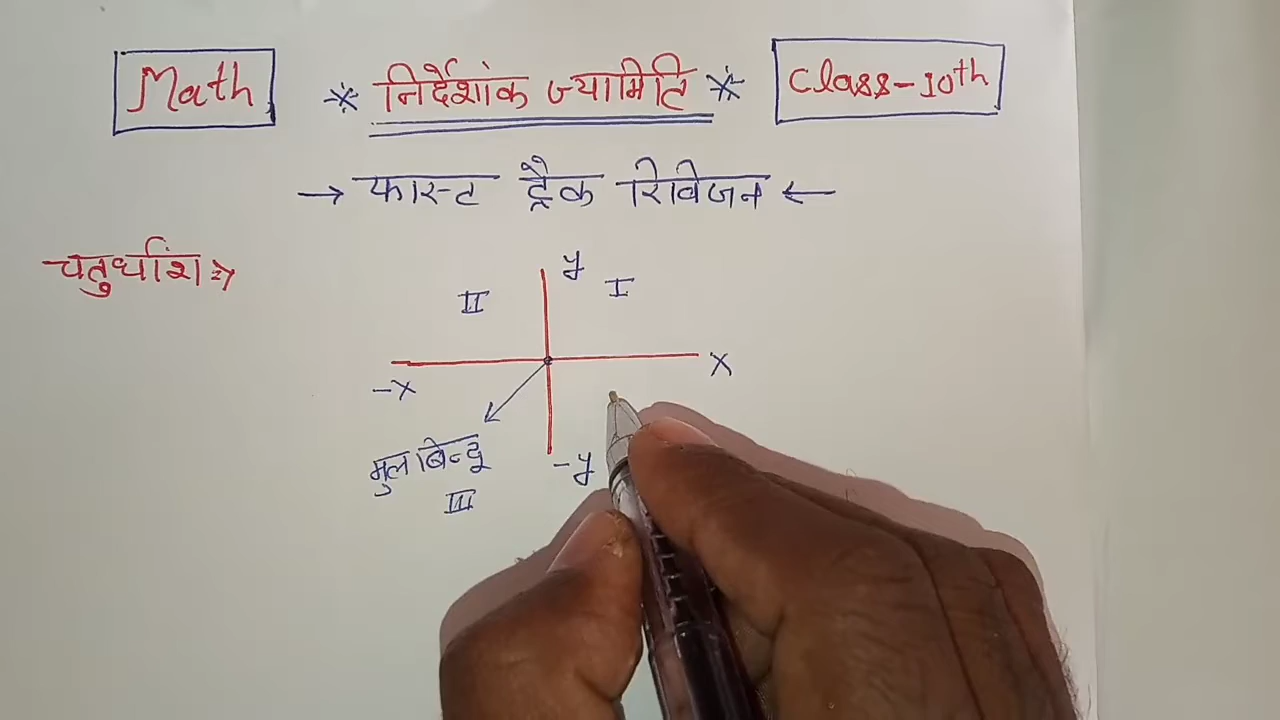 Math * निर्देशांक ज्यामिति * Class-10th
→ फास्ट ट्रैक रिविजन ←
चतुर्थांश ⇒
y
II I
-x x
मुल बिन्दू -y
III